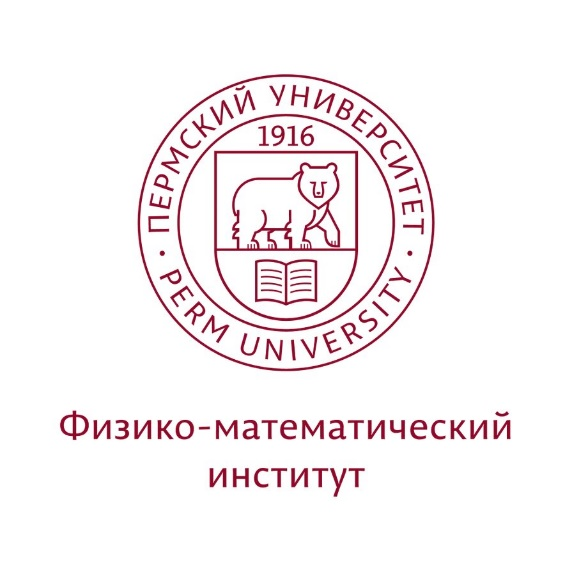 ПЕРМСКИЙ УНИВЕРСИТЕТ
1916
PERM UNIVERSITY
Физико-математический
институт